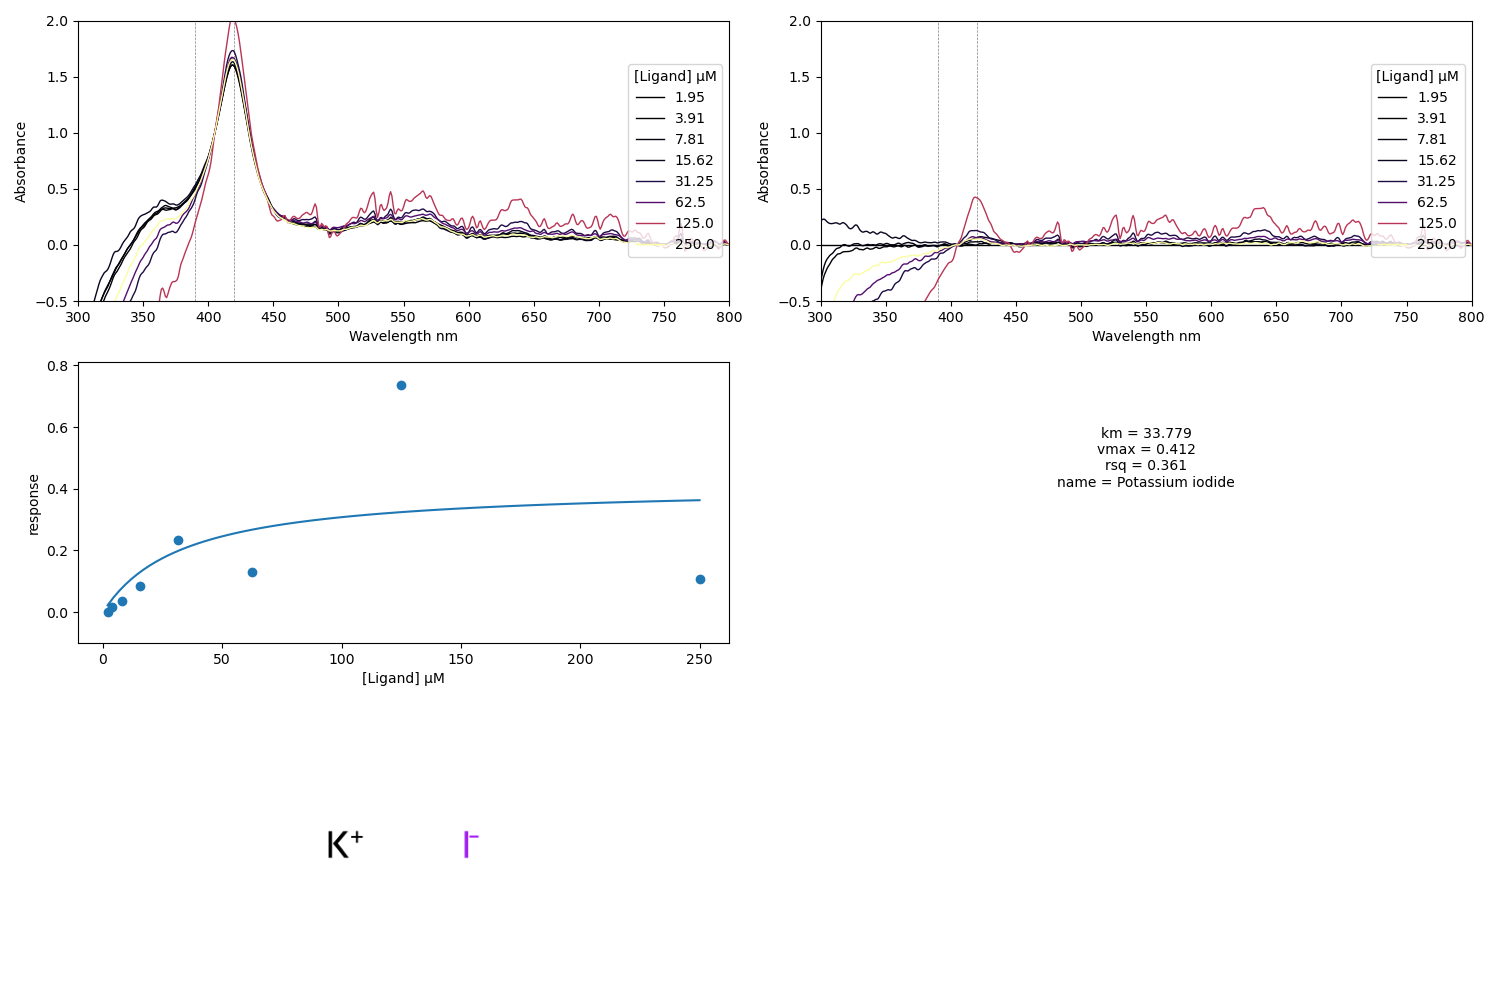 2.0
1.5
1.0
0.5
0.0
−0.5
Absorbance
300 350 400 450 500 550 600 650 700 750 800
Wavelength nm
[Ligand] μM
1.95
3.91
7.81
15.62
31.25
62.5
125.0
250.0
2.0
1.5
1.0
0.5
0.0
−0.5
Absorbance
300 350 400 450 500 550 600 650 700 750 800
Wavelength nm
[Ligand] μM
1.95
3.91
7.81
15.62
31.25
62.5
125.0
250.0
0.8
0.6
0.4
0.2
0.0
response
0 50 100 150 200 250
[Ligand] μM
km = 33.779
vmax = 0.412
rsq = 0.361
name = Potassium iodide
K⁺ I⁻